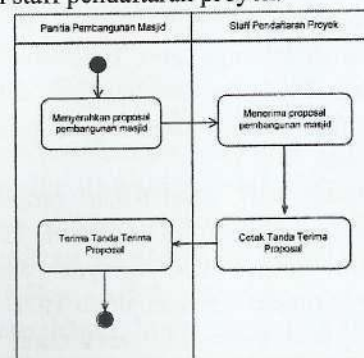 staff pendaftaran proyek.
Panitia Pembangunan Masjid
Staff Pendaftaran Proyek
Menyerahkan proposal
pembangunan masjid
Menerima proposal
pembangunan masjid
Terima Tanda Terima
Proposal
Cetak Tanda Terima
Proposal